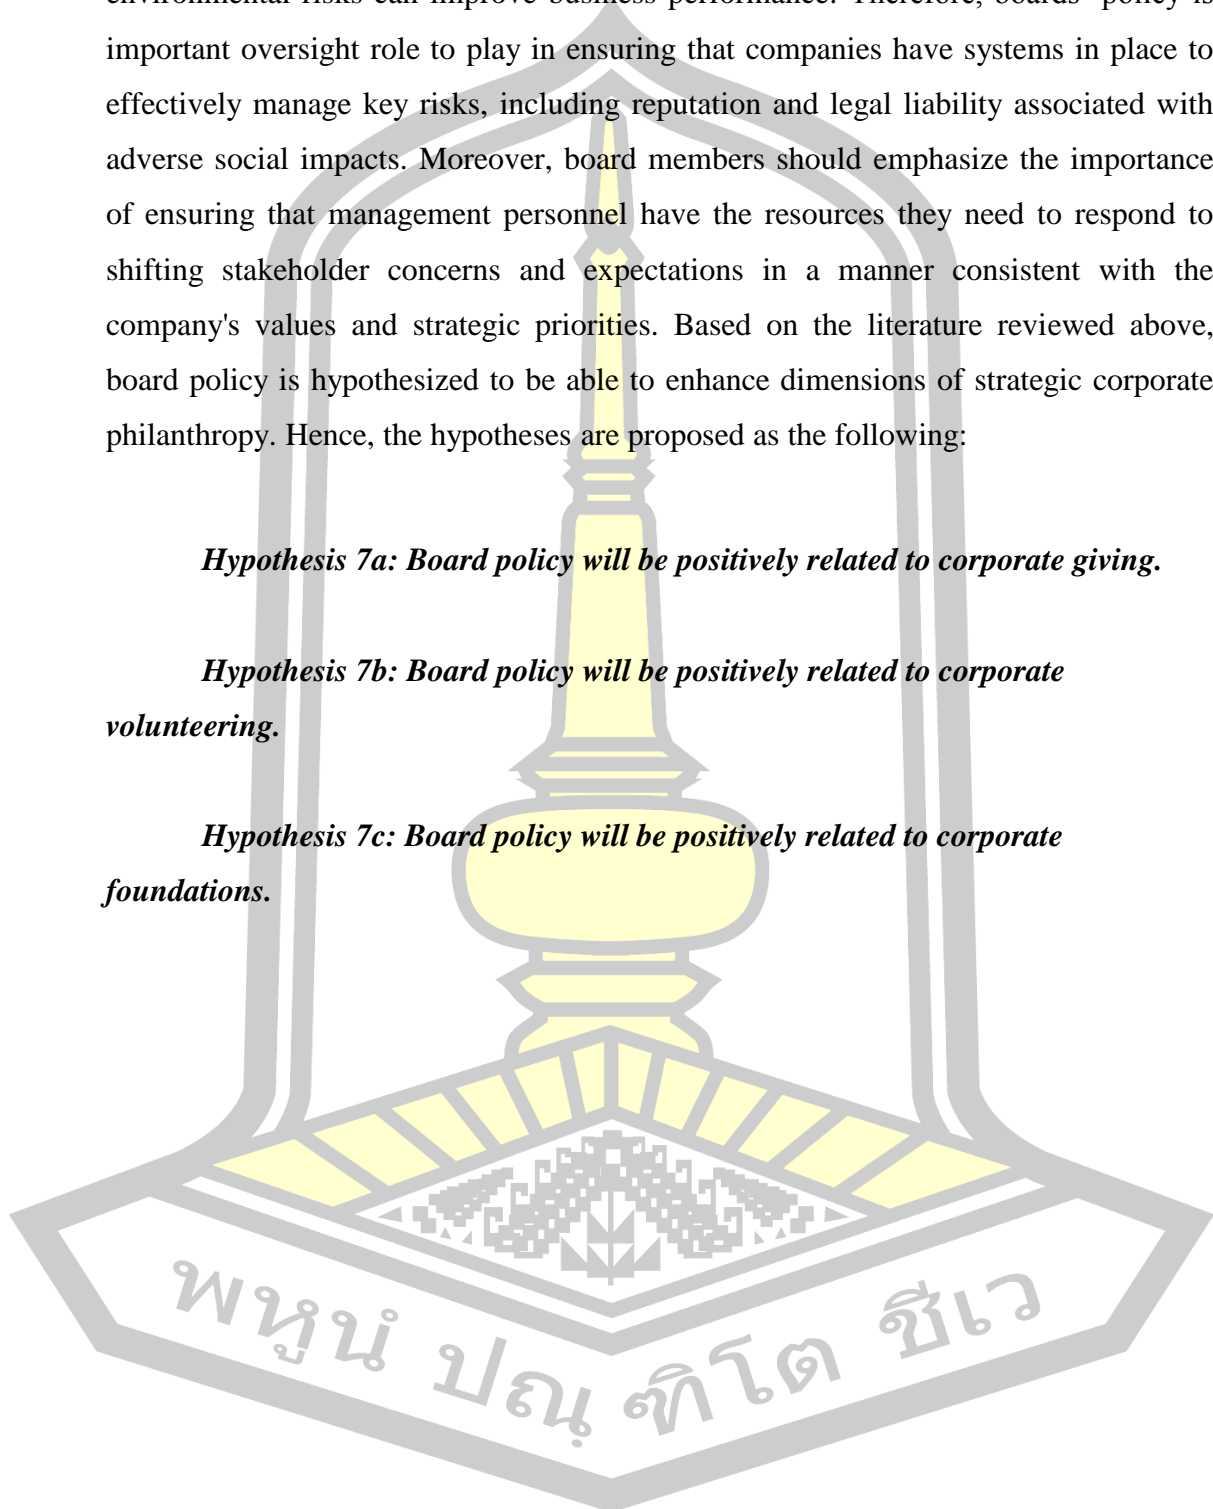 environmental risks can improve business performance. Therefore, boards' policy is
important oversight role to play in ensuring that companies have systems in place to
effectively manage key risks, including reputation and legal liability associated with
adverse social impacts. Moreover, board members should emphasize the importance
of ensuring that management personnel have the resources they need to respond to
shifting stakeholder concerns and expectations in a manner consistent with the
company's values and strategic priorities. Based on the literature reviewed above,
board policy is hypothesized to be able to enhance dimensions of strategic corporate
philanthropy. Hence, the hypotheses are proposed as the following:
Hypothesis 7a: Board policy will be positively related to corporate giving.
Hypothesis 7b: Board policy will be positively related to corporate
volunteering.
Hypothesis 7c: Board policy will be positively related to corporate
foundations.
พหูนํ ปณฺฑิโต ชีเว